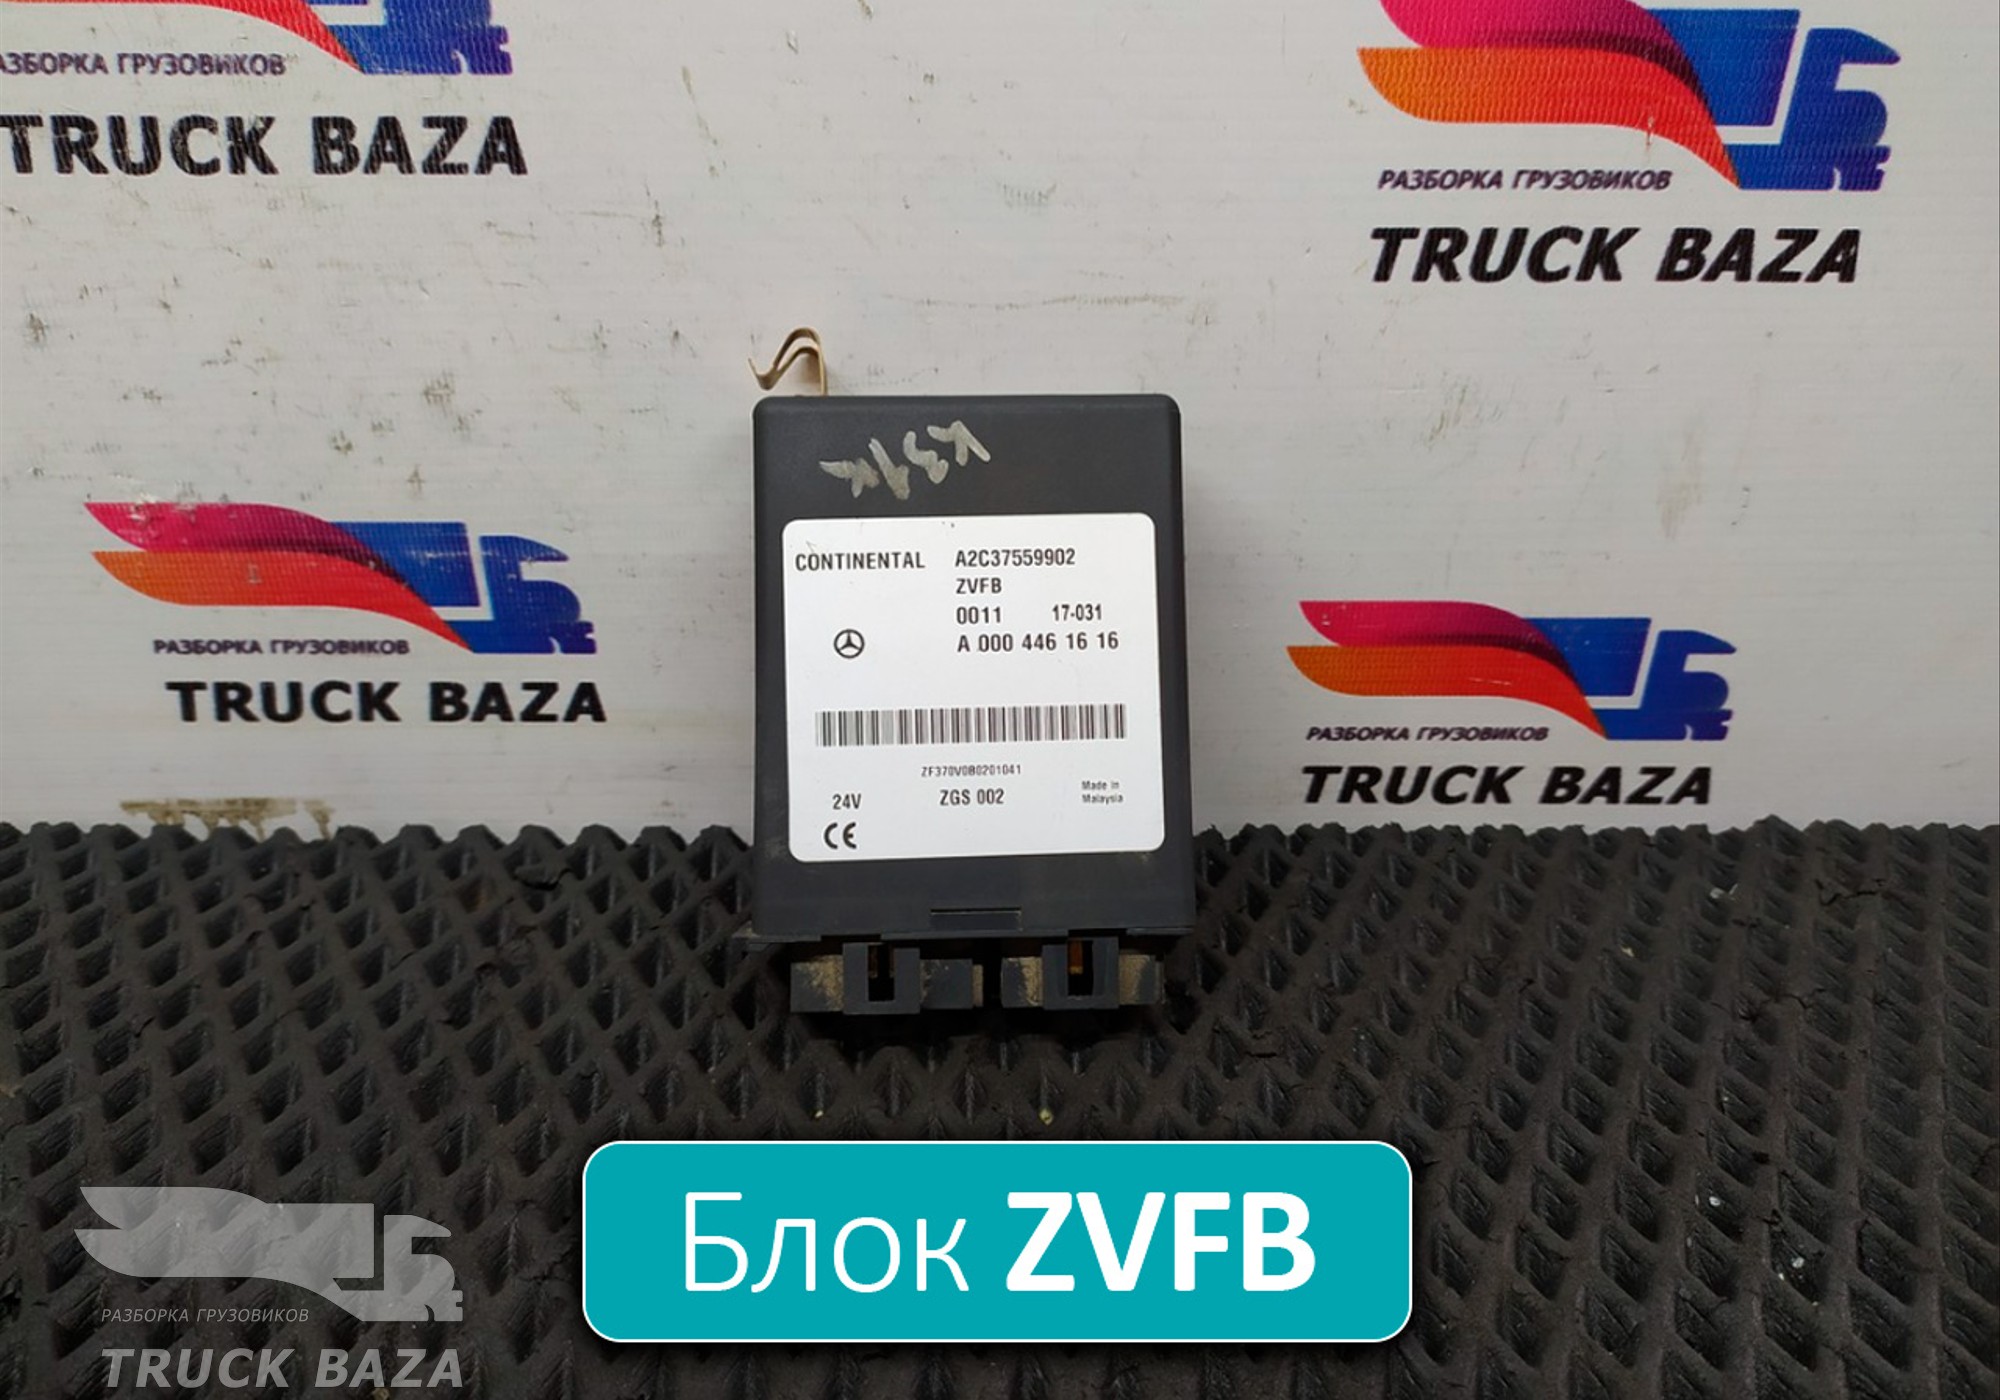 АЗБОРКА ГРУЗОВИКОВ
TRUCK BAZA
РАЗБОРКА ГРУЗОВИКОВ
TRUCK BAZA
РАЗБОРКА ГРУЗОВИКОВ
TRUCK BAZA
РАЗБОРКА ГРУЗОВИКОВ
TRUCK BAZA
CONTINENTAL A2C37559902
ZVFB
0011 17-031
A 000 446 16 16
ZF370V0B0201041
24V ZGS 002 Made in
Malaysia
CE
Блок ZVFB
РАЗБОРКА ГРУЗОВИКОВ
TRUCK BAZA